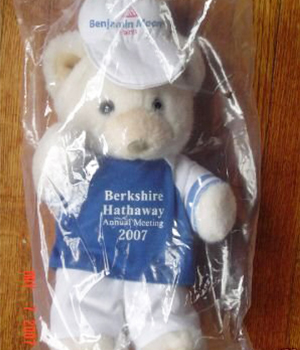 Benjamin Moore
Berkshire
Hathaway
Annual Meeting
2007